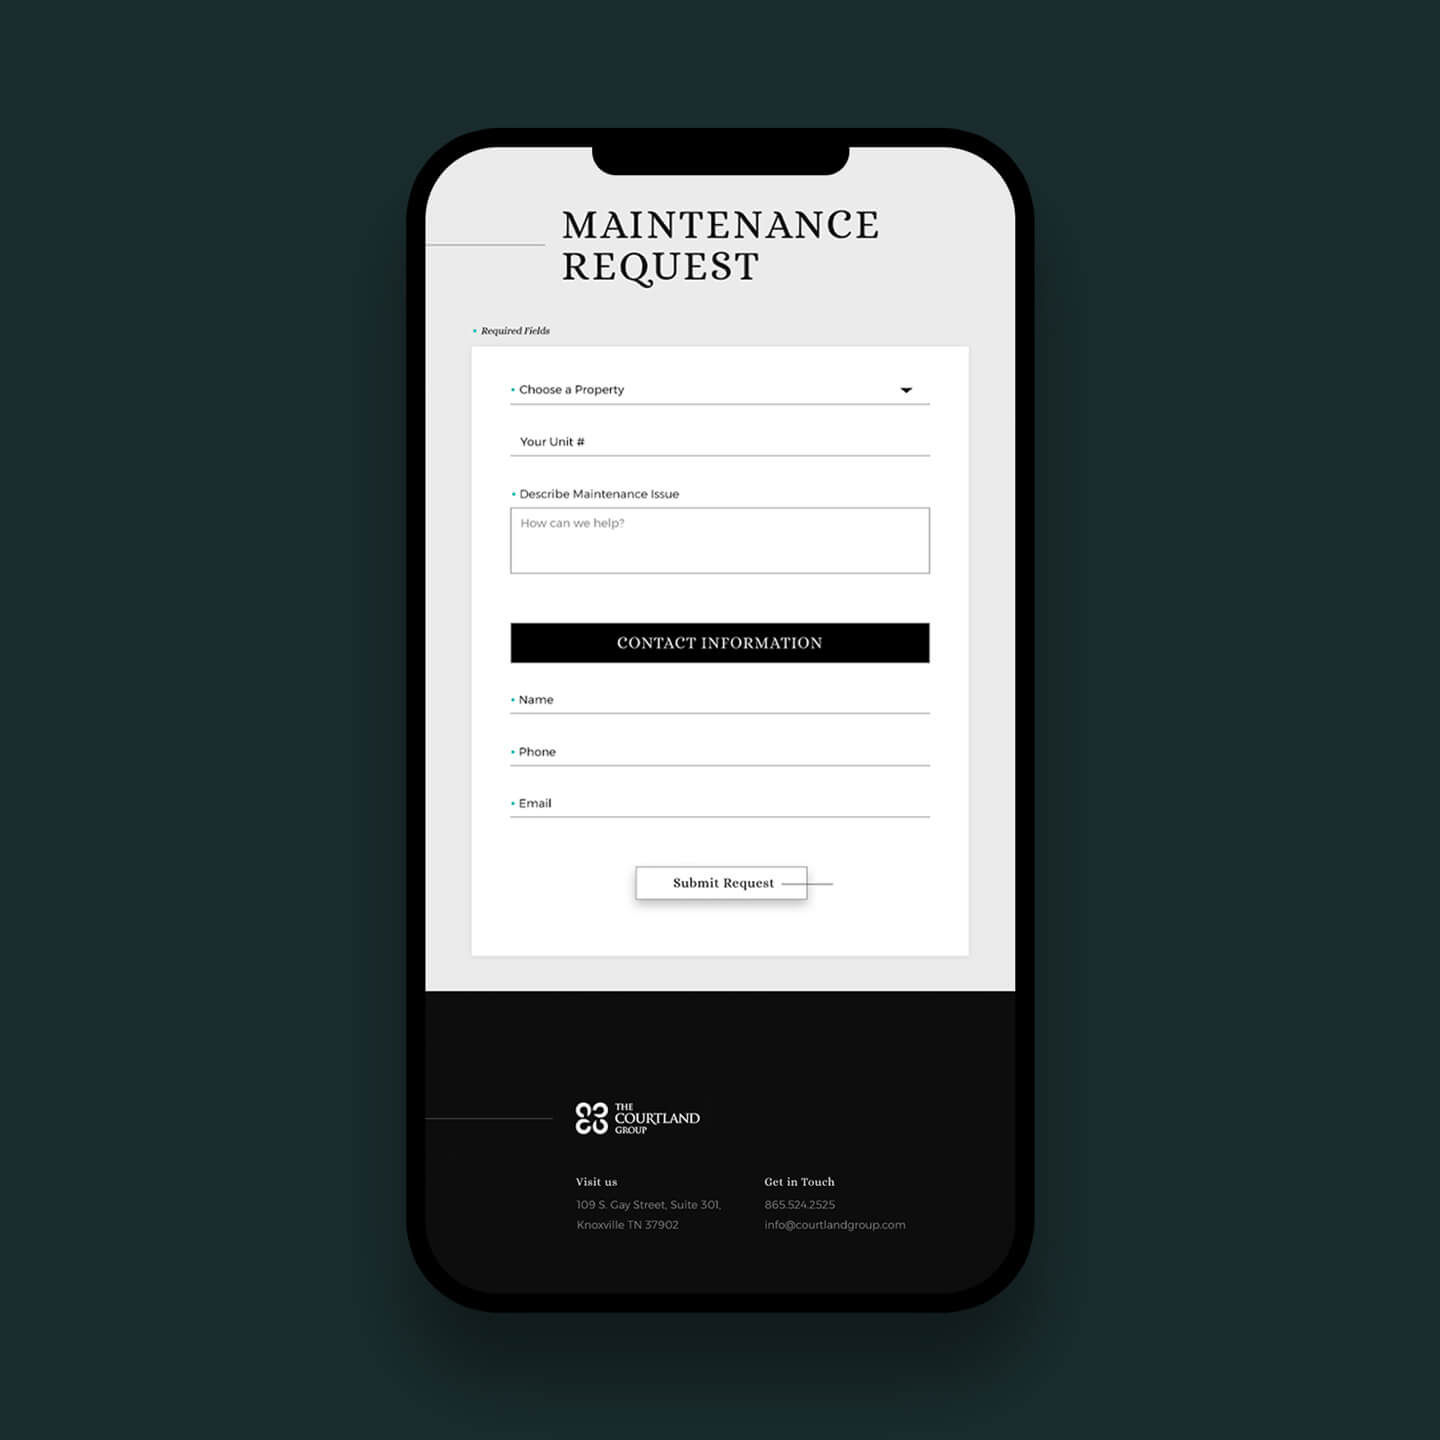 MAINTENANCE
REQUEST
• Required Fields
• Choose a Property
Your Unit #
• Describe Maintenance Issue
How can we help?
CONTACT INFORMATION
• Name
• Phone
• Email
Submit Request
THE
COURTLAND
GROUP
Visit us
109 S. Gay Street, Suite 301,
Knoxville TN 37902
Get in Touch
865.524.2525
info@courtlandgroup.com